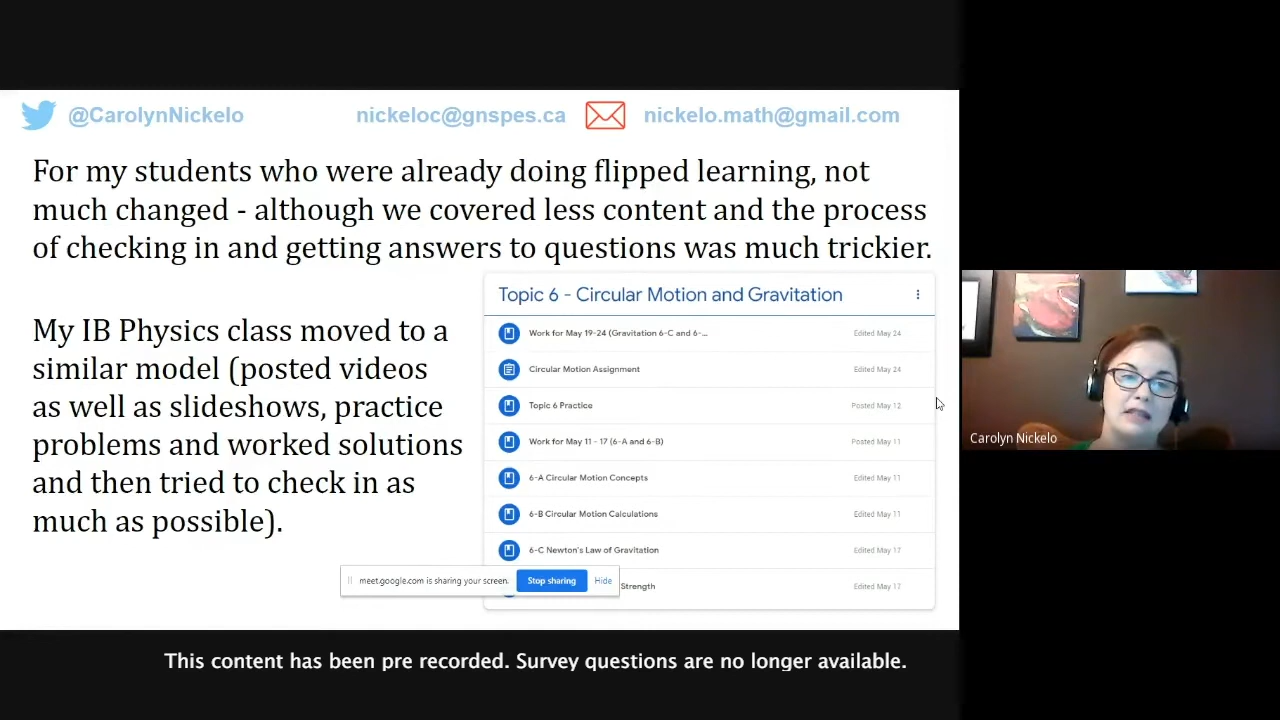 @CarolynNickelo nickeloc@gnspes.ca nickelo.math@gmail.com
For my students who were already doing flipped learning, not
much changed - although we covered less content and the process
of checking in and getting answers to questions was much trickier.
My IB Physics class moved to a
similar model (posted videos
as well as slideshows, practice
problems and worked solutions
and then tried to check in as
much as possible).
Topic 6 - Circular Motion and Gravitation
Work for May 19-24 (Gravitation 6-C and 6-... Edited May 24
Circular Motion Assignment Edited May 24
Topic 6 Practice Posted May 12
Work for May 11 - 17 (6-A and 6-B) Posted May 11
6-A Circular Motion Concepts Edited May 11
6-B Circular Motion Calculations Edited May 11
6-C Newton's Law of Gravitation Edited May 17
Strength Edited May 17
meet.google.com is sharing your screen. Stop sharing Hide
Carolyn Nickelo
This content has been pre recorded. Survey questions are no longer available.